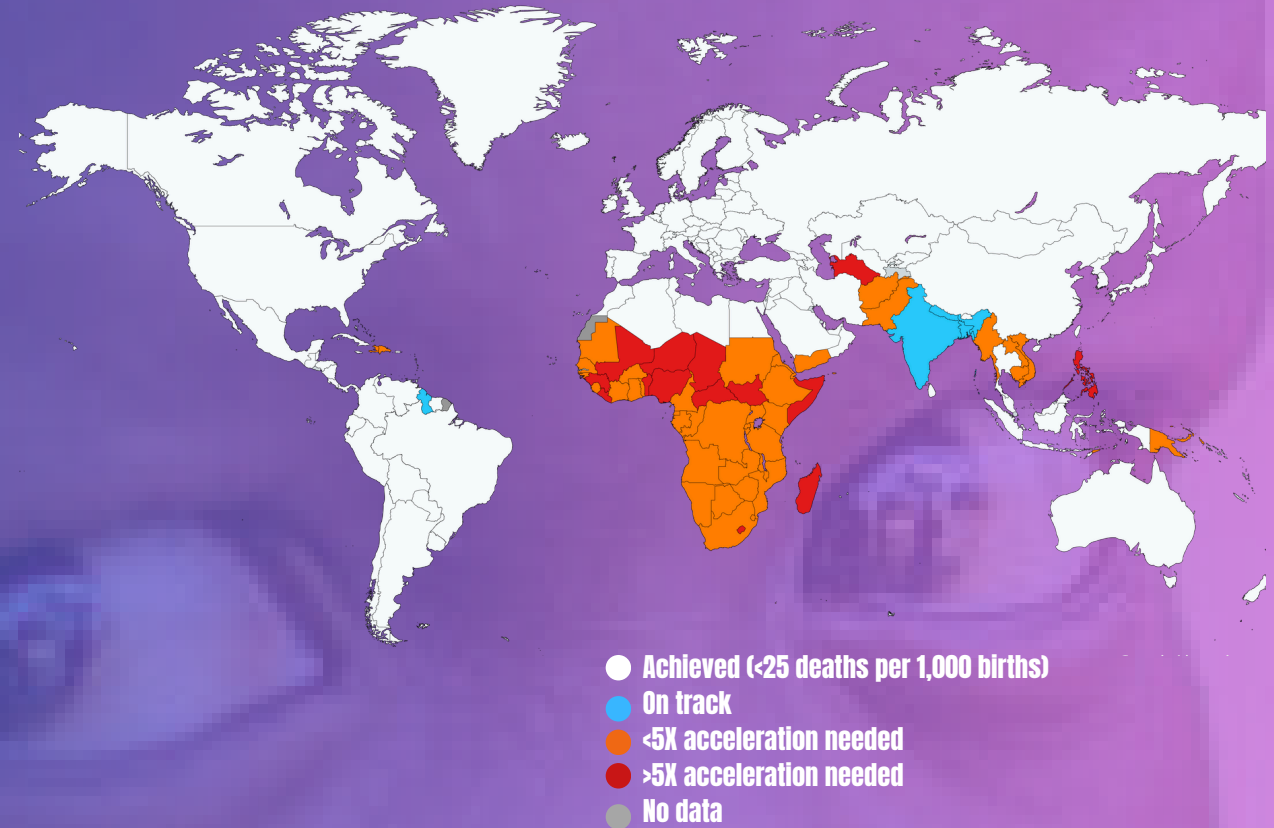 Achieved (<25 deaths per 1,000 births)
On track
<5X acceleration needed
>5X acceleration needed
No data